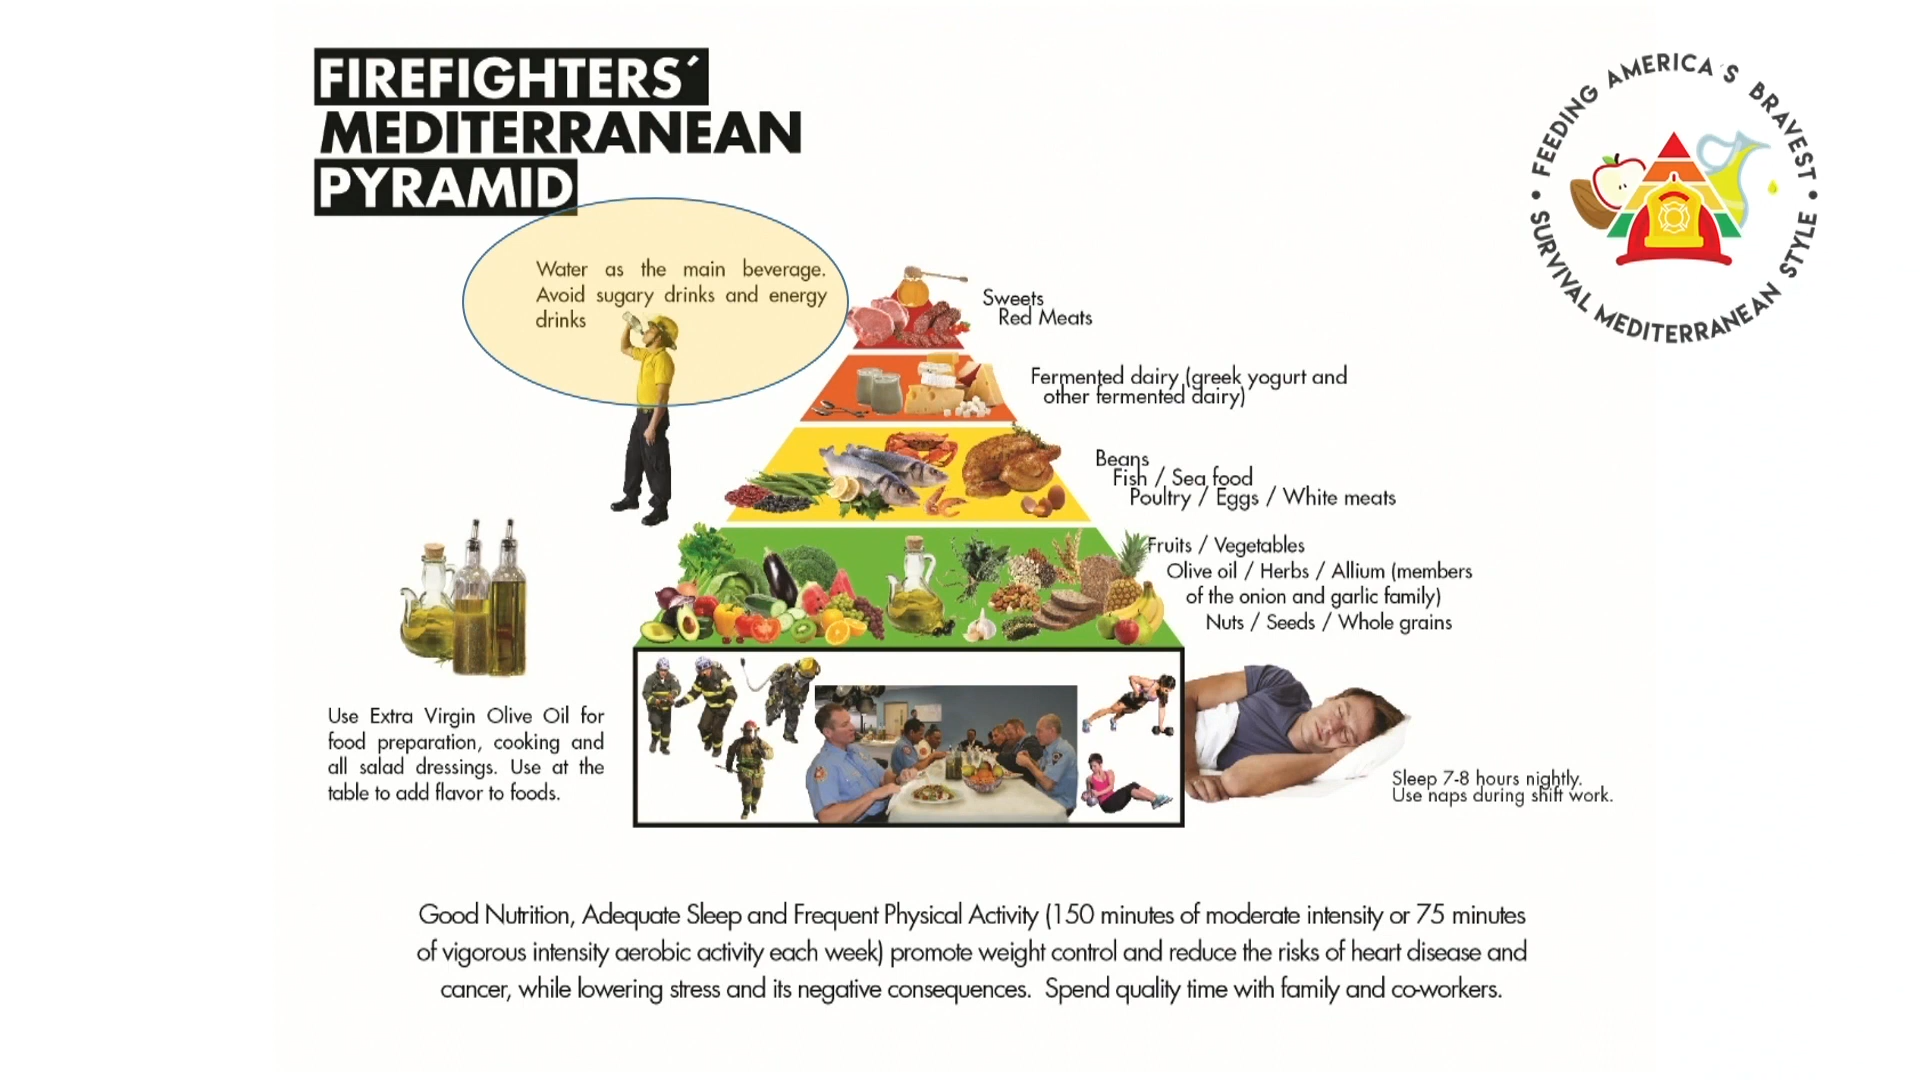 FIREFIGHTERS´
MEDITERRANEAN
PYRAMID
FEEDING AMERICA´S BRAVEST
• SURVIVAL MEDITERRANEAN STYLE •
Water as the main beverage.
Avoid sugary drinks and energy
drinks
Sweets
Red Meats
Fermented dairy (greek yogurt and
other fermented dairy)
Beans
Fish / Sea food
Poultry / Eggs / White meats
Fruits / Vegetables
Olive oil / Herbs / Allium (members
of the onion and garlic family)
Nuts / Seeds / Whole grains
Use Extra Virgin Olive Oil for
food preparation, cooking and
all salad dressings. Use at the
table to add flavor to foods.
Sleep 7-8 hours nightly.
Use naps during shift work.
Good Nutrition, Adequate Sleep and Frequent Physical Activity (150 minutes of moderate intensity or 75 minutes
of vigorous intensity aerobic activity each week) promote weight control and reduce the risks of heart disease and
cancer, while lowering stress and its negative consequences. Spend quality time with family and co-workers.